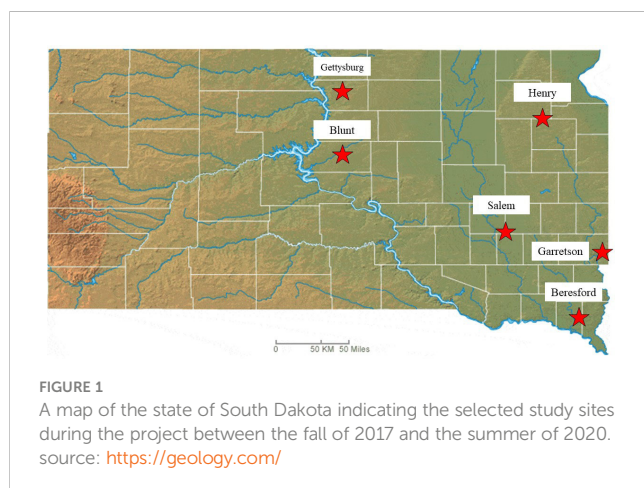 Gettysburg
Henry
Blunt
Salem
Garretson
Beresford
0 50 KM 50 Miles
FIGURE 1
A map of the state of South Dakota indicating the selected study sites
during the project between the fall of 2017 and the summer of 2020.
source: https://geology.com/